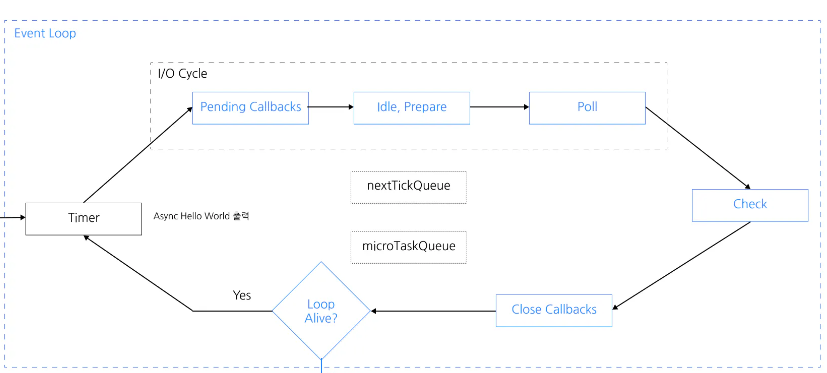 Event Loop
I/O Cycle
Pending Callbacks
Idle, Prepare
Poll
nextTickQueue
Check
Timer
Async Hello World 출력
microTaskQueue
Yes
Loop
Alive?
Close Callbacks